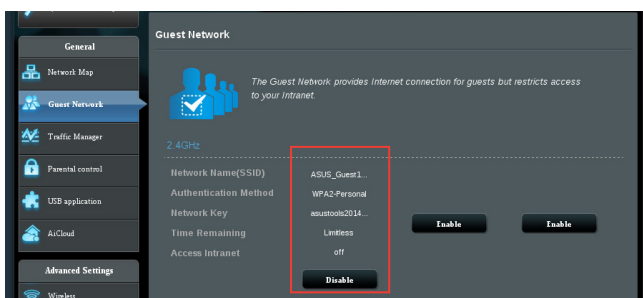 General
Network Map
Guest Network
Traffic Manager
Parental control
USB application
AiCloud
Advanced Settings
Wireless
Guest Network
The Guest Network provides Internet connection for guests but restricts access
to your Intranet.
2.4GHz
Network Name(SSID) ASUS_Guest1...
Authentication Method WPA2-Personal
Network Key asustools2014... Enable Enable
Time Remaining Limitless
Access Intranet off
Disable